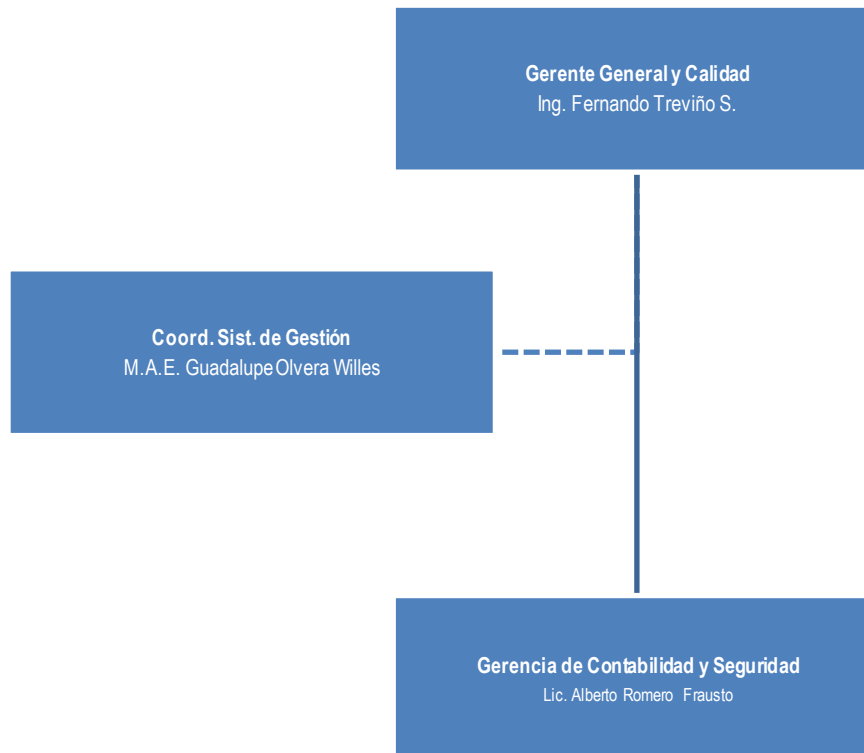 Gerente General y Calidad
Ing. Fernando Treviño S.
Coord. Sist. de Gestión
M.A.E. Guadalupe Olvera Willes
Gerencia de Contabilidad y Seguridad
Lic. Alberto Romero Frausto